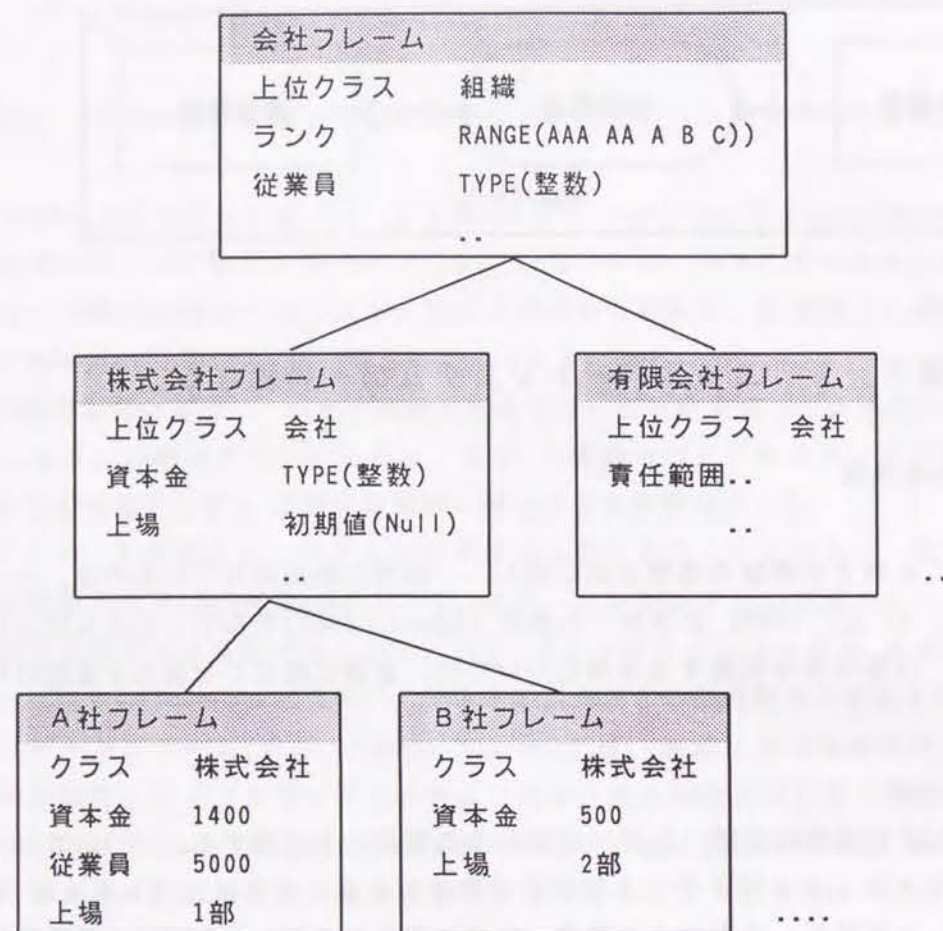 会社フレーム
上位クラス 組織
ランク RANGE(AAA AA A B C))
従業員 TYPE(整数)
..
株式会社フレーム
上位クラス 会社
資本金 TYPE(整数)
上場 初期値(Null)
..
有限会社フレーム
上位クラス 会社
責任範囲..
..
..
A社フレーム
クラス 株式会社
資本金 1400
従業員 5000
上場 1部
B社フレーム
クラス 株式会社
資本金 500
上場 2部
....